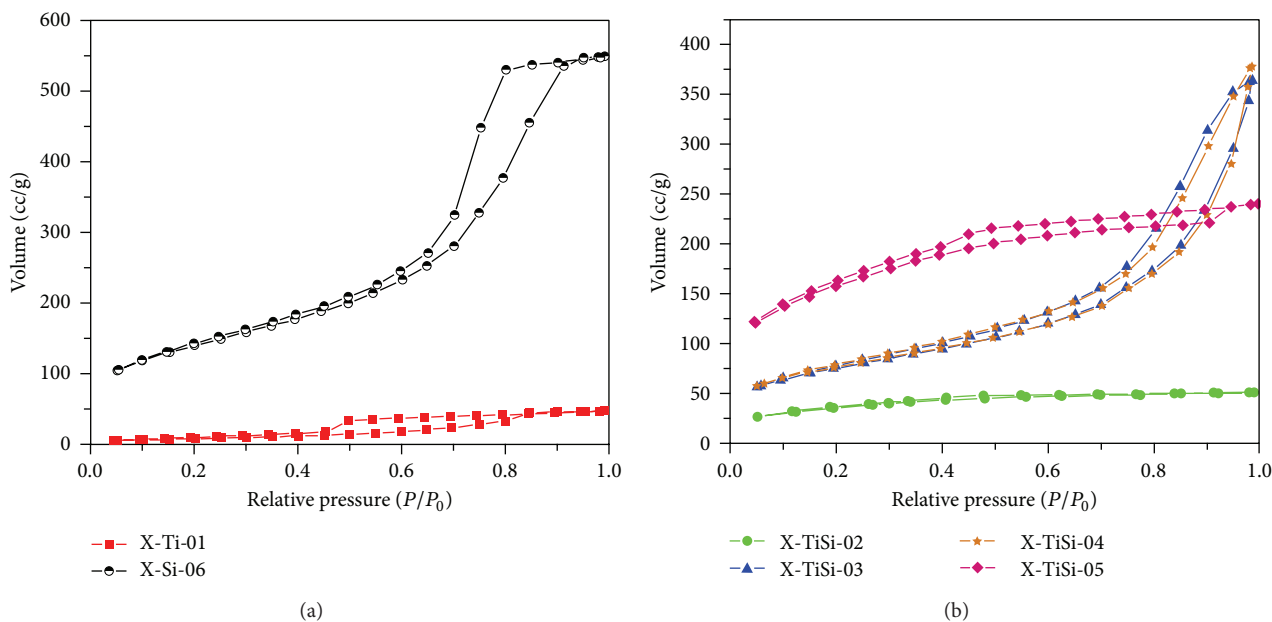 600
500
400
300
200
100
0
Volume (cc/g)
0.0 0.2 0.4 0.6 0.8 1.0
Relative pressure (P/P0)
X-Ti-01
X-Si-06
(a)
400
350
300
250
200
150
100
50
0
Volume (cc/g)
0.0 0.2 0.4 0.6 0.8 1.0
Relative pressure (P/P0)
X-TiSi-02 X-TiSi-04
X-TiSi-03 X-TiSi-05
(b)